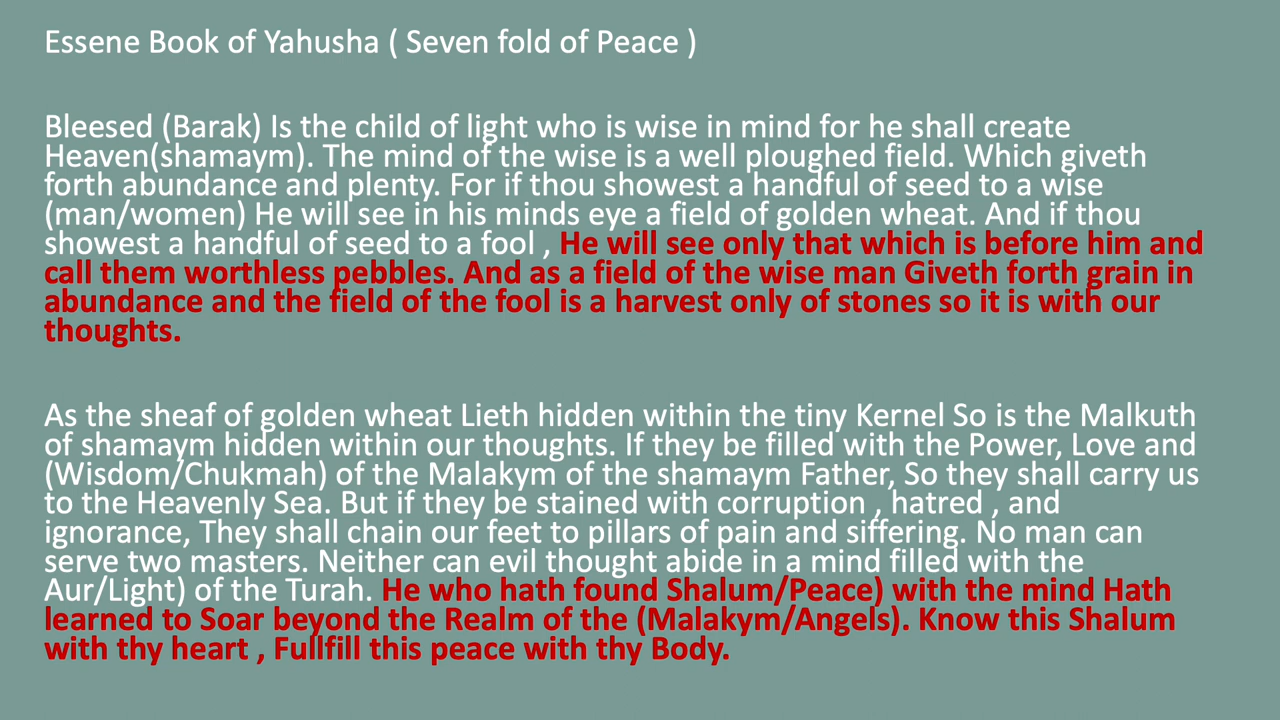 Essene Book of Yahusha ( Seven fold of Peace )
Bleesed (Barak) Is the child of light who is wise in mind for he shall create
Heaven(shamaym). The mind of the wise is a well ploughed field. Which giveth
forth abundance and plenty. For if thou showest a handful of seed to a wise
(man/women) He will see in his minds eye a field of golden wheat. And if thou
showest a handful of seed to a fool , He will see only that which is before him and
call them worthless pebbles. And as a field of the wise man Giveth forth grain in
abundance and the field of the fool is a harvest only of stones so it is with our
thoughts.
As the sheaf of golden wheat Lieth hidden within the tiny Kernel So is the Malkuth
of shamaym hidden within our thoughts. If they be filled with the Power, Love and
(Wisdom/Chukmah) of the Malakym of the shamaym Father, So they shall carry us
to the Heavenly Sea. But if they be stained with corruption , hatred , and
ignorance, They shall chain our feet to pillars of pain and siffering. No man can
serve two masters. Neither can evil thought abide in a mind filled with the
Aur/Light) of the Turah. He who hath found Shalum/Peace) with the mind Hath
learned to Soar beyond the Realm of the (Malakym/Angels). Know this Shalum
with thy heart , Fullfill this peace with thy Body.